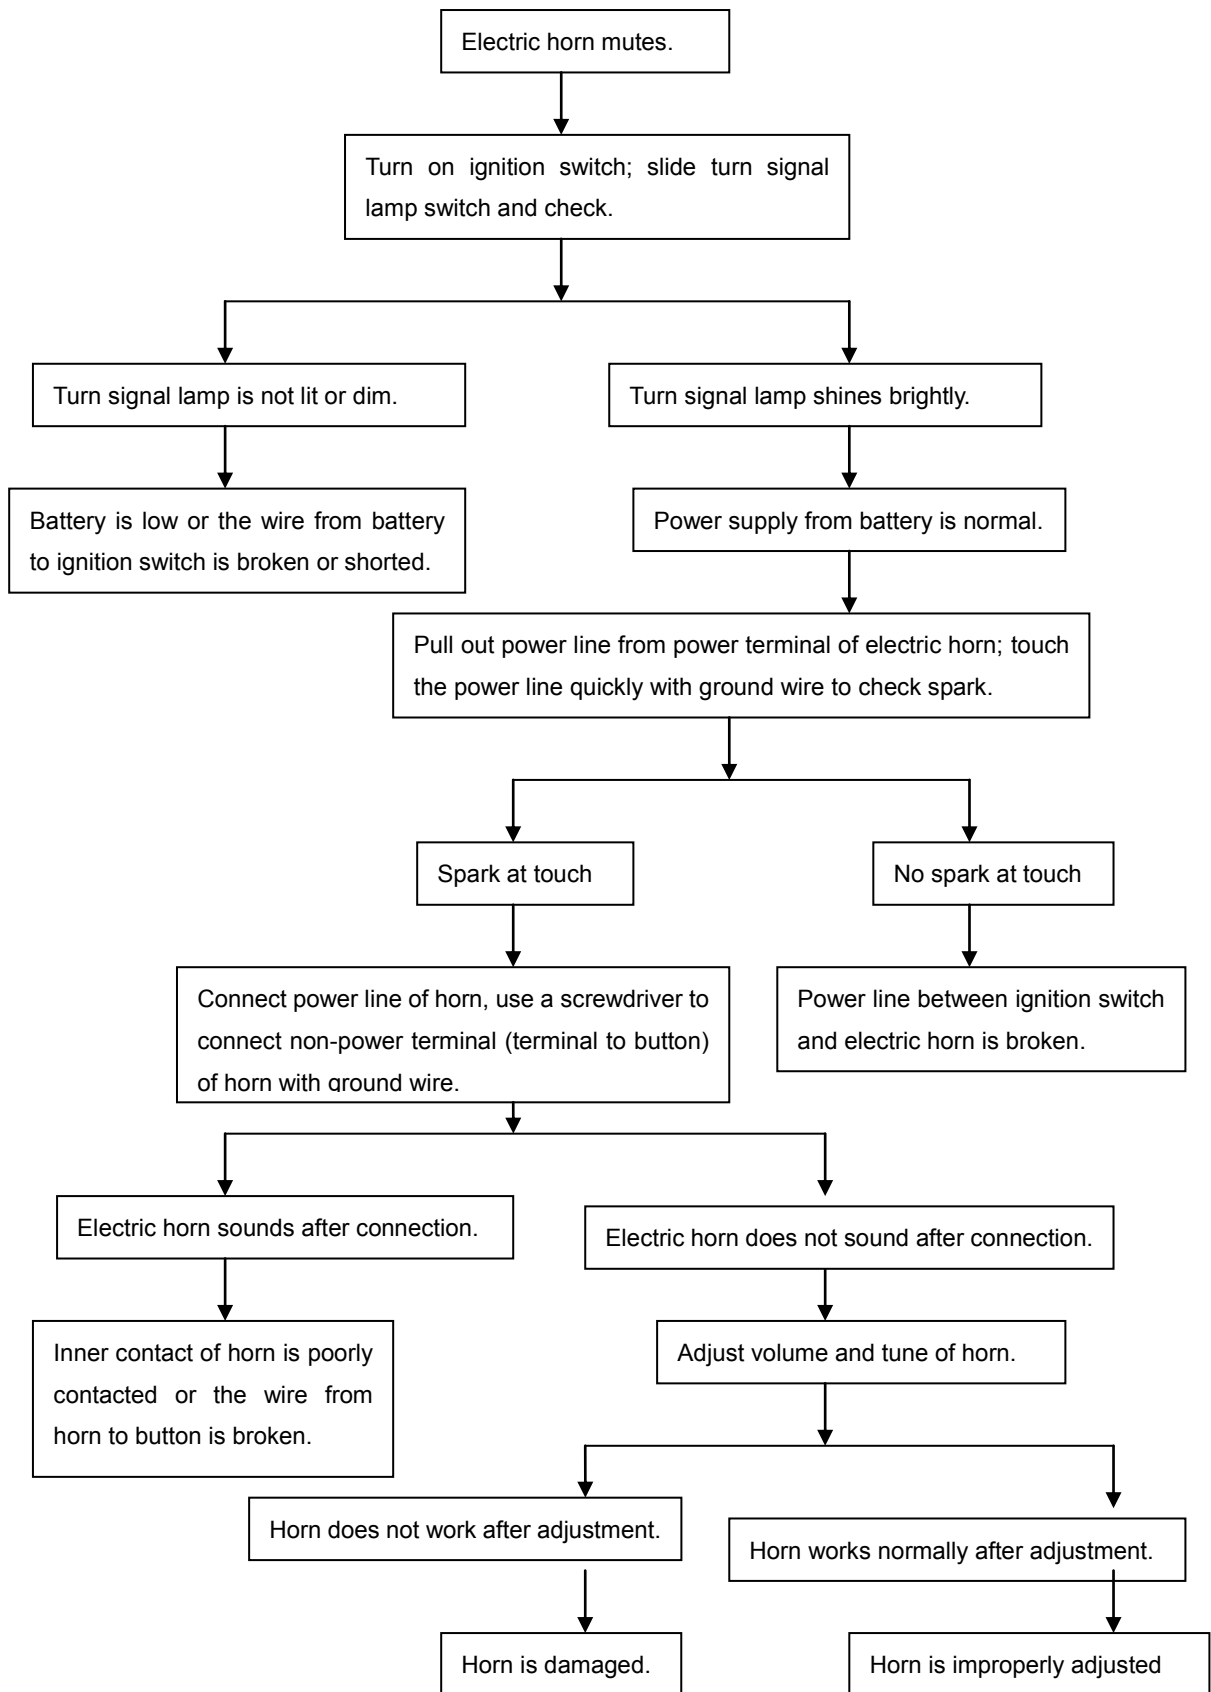 Electric horn mutes.
Turn on ignition switch; slide turn signal
lamp switch and check.
Turn signal lamp is not lit or dim.
Turn signal lamp shines brightly.
Battery is low or the wire from battery
to ignition switch is broken or shorted.
Power supply from battery is normal.
Pull out power line from power terminal of electric horn; touch
the power line quickly with ground wire to check spark.
Spark at touch
No spark at touch
Connect power line of horn, use a screwdriver to
connect non-power terminal (terminal to button)
of horn with ground wire.
Power line between ignition switch
and electric horn is broken.
Electric horn sounds after connection.
Electric horn does not sound after connection.
Inner contact of horn is poorly
contacted or the wire from
horn to button is broken.
Adjust volume and tune of horn.
Horn does not work after adjustment.
Horn works normally after adjustment.
Horn is damaged.
Horn is improperly adjusted